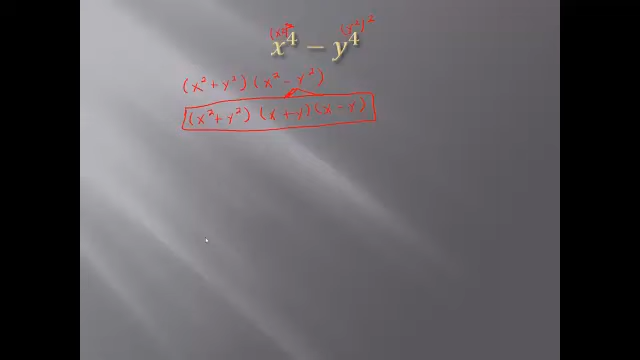 (x²)² (y²)²
x⁴ − y⁴
(x² + y²) (x² − y²)
(x² + y²) (x + y) (x − x)